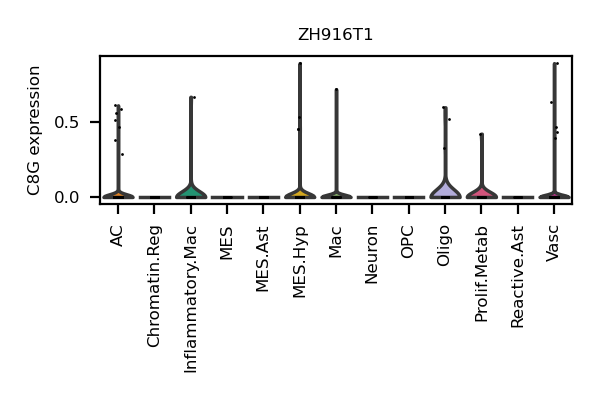 ZH916T1
C8G expression
0.5
0.0
AC
Chromatin.Reg
Inflammatory.Mac
MES
MES.Ast
MES.Hyp
Mac
Neuron
OPC
Oligo
Prolif.Metab
Reactive.Ast
Vasc